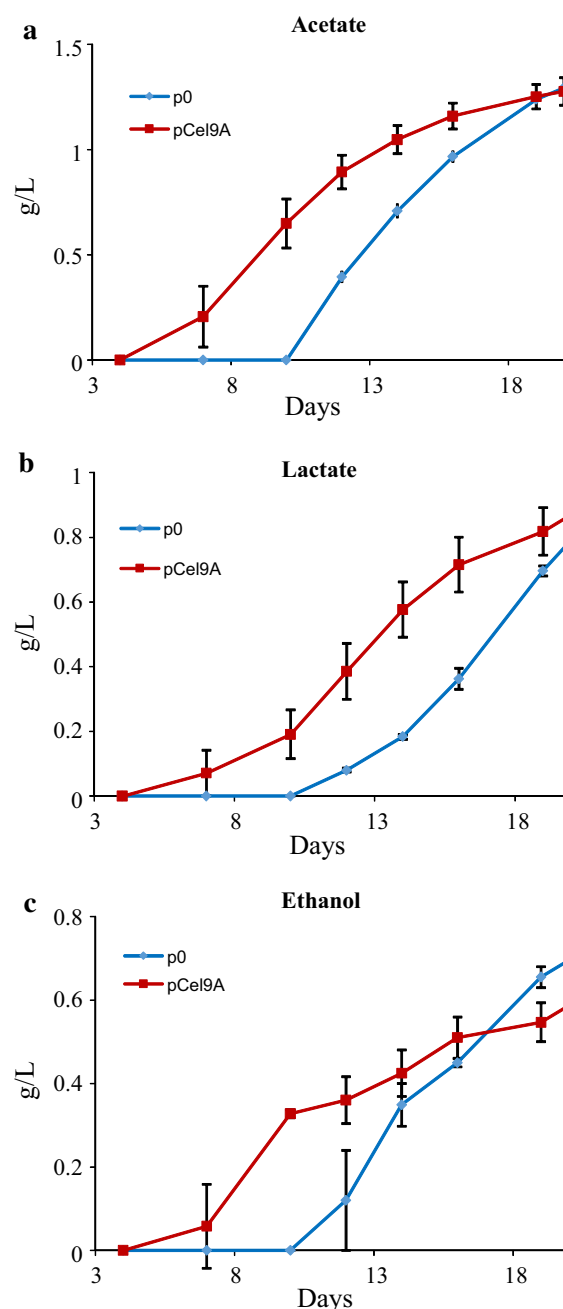 a
Acetate
1.5
p0
pCel9A
1
g/L
0.5
0
3 8 13 18
Days
b
Lactate
1
p0
0.8
pCel9A
0.6
g/L
0.4
0.2
0
3 8 13 18
Days
c
Ethanol
0.8
p0
pCel9A
0.6
g/L
0.4
0.2
0
3 8 13 18
Days